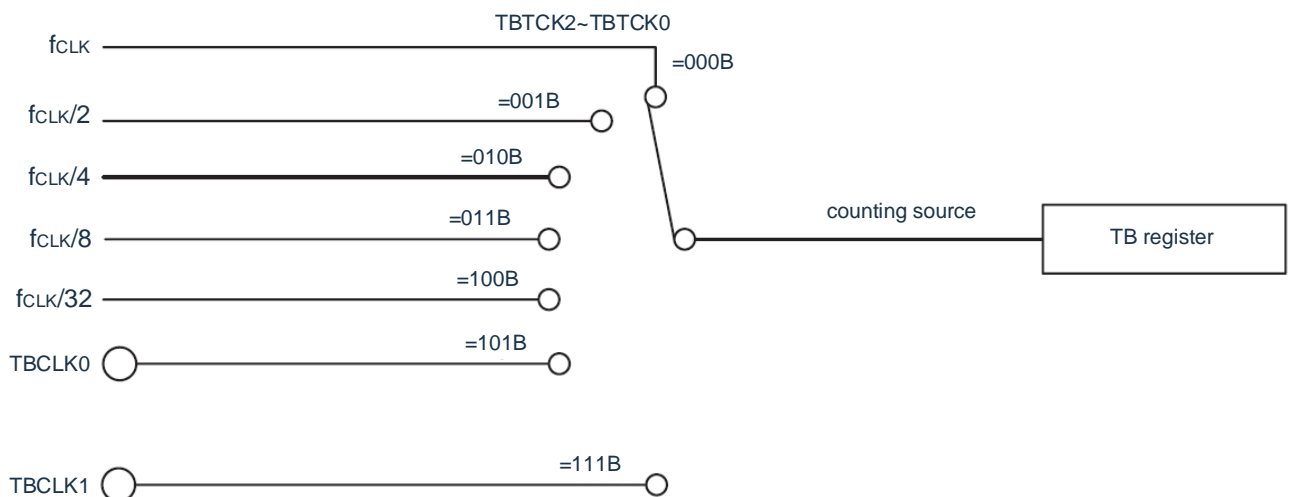 TBTCK2~TBTCK0
fCLK
=000B
=001B
fCLK/2
=010B
fCLK/4
=011B
counting source
fCLK/8
TB register
=100B
fCLK/32
=101B
TBCLK0
=111B
TBCLK1